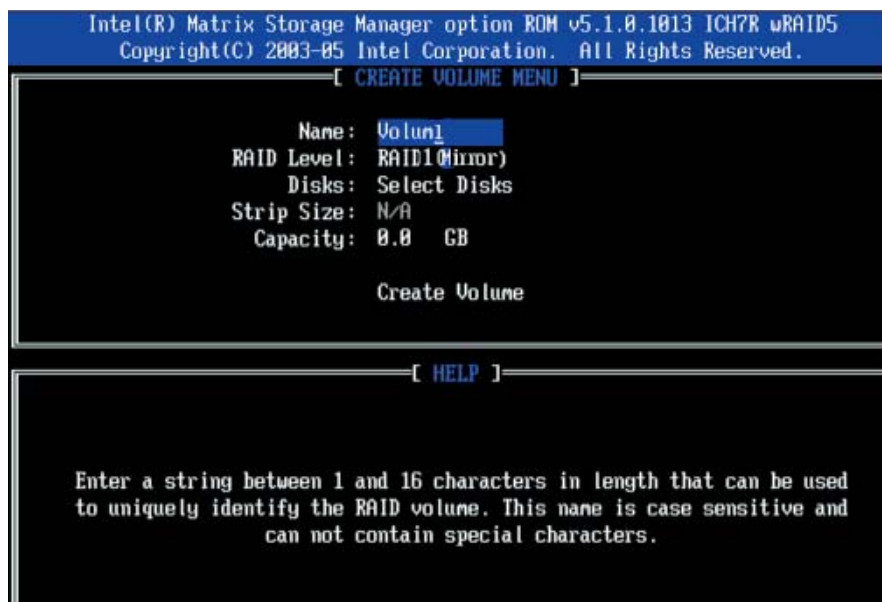 Intel(R) Matrix Storage Manager option ROM v5.1.0.1013 ICH7R wRAID5
Copyright(C) 2003-05 Intel Corporation. All Rights Reserved.
[ CREATE VOLUME MENU ]
Name: Volum1
RAID Level: RAID1(Mirror)
Disks: Select Disks
Strip Size: N/A
Capacity: 0.0 GB
Create Volume
[ HELP ]
Enter a string between 1 and 16 characters in length that can be used
to uniquely identify the RAID volume. This name is case sensitive and
can not contain special characters.